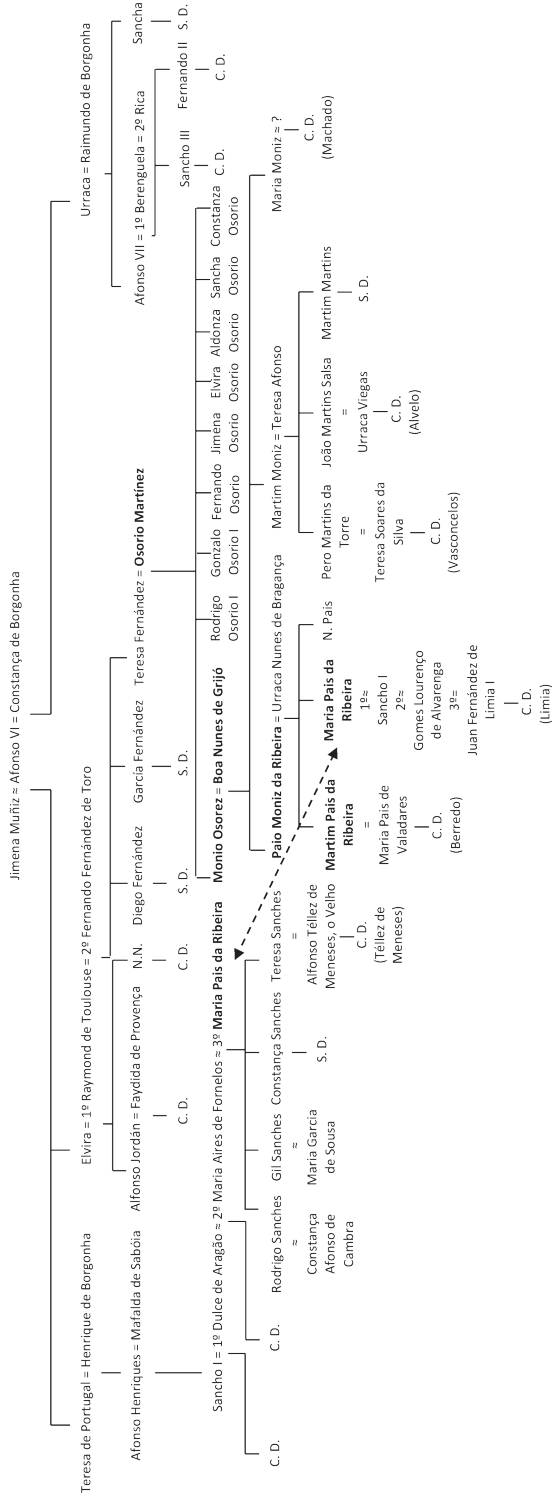 Jimena Muñiz ≈ Afonso VI = Constança de Borgonha
Teresa de Portugal = Henrique de Borgonha
Elvira = 1º Raymond de Toulouse = 2º Fernando Fernández de Toro
Urraca = Raimundo de Borgonha
Afonso Henriques = Mafalda de Sabóia
Alfonso Jordán = Faydida de Provença
N.N.
Diego Fernández
García Fernández
Teresa Fernández = Osorio Martínez
Afonso VII = 1º Berenguela = 2º Rica
Sancha
C. D.
C. D.
S. D.
S. D.
Sancho III
Fernando II
S. D.
C. D.
C. D.
Rodrigo
Osorio I
Gonzalo
Osorio I
Fernando
Osorio
Jimena
Osorio
Elvira
Osorio
Aldonza
Osorio
Sancha
Osorio
Constanza
Osorio
Sancho I = 1º Dulce de Aragão ≈ 2º Maria Aires de Fornelos ≈ 3º Maria Pais da Ribeira
Monio Osorez = Boa Nunes de Grijó
C. D.
C. D.
Rodrigo Sanches
≈
Constança
Afonso de
Cambra
Gil Sanches
≈
Maria Garcia
de Sousa
Constança Sanches
S. D.
Teresa Sanches
=
Alfonso Téllez de
Meneses, o Velho
C. D.
(Téllez de
Meneses)
Paio Moniz da Ribeira = Urraca Nunes de Bragança
Martim Moniz = Teresa Afonso
Maria Moniz ≈ ?
C. D.
(Machado)
Martim Pais da
Ribeira
=
Maria Pais de
Valadares
C. D.
(Berredo)
Maria Pais da
Ribeira
1º≈
Sancho I
2º≈
Gomes Lourenço
de Alvarenga
3º=
Juan Fernández de
Limia I
C. D.
(Limia)
N. Pais
Pero Martins da
Torre
=
Teresa Soares da
Silva
C. D.
(Vasconcelos)
João Martins Salsa
=
Urraca Viegas
C. D.
(Alvelo)
Martim Martins
S. D.